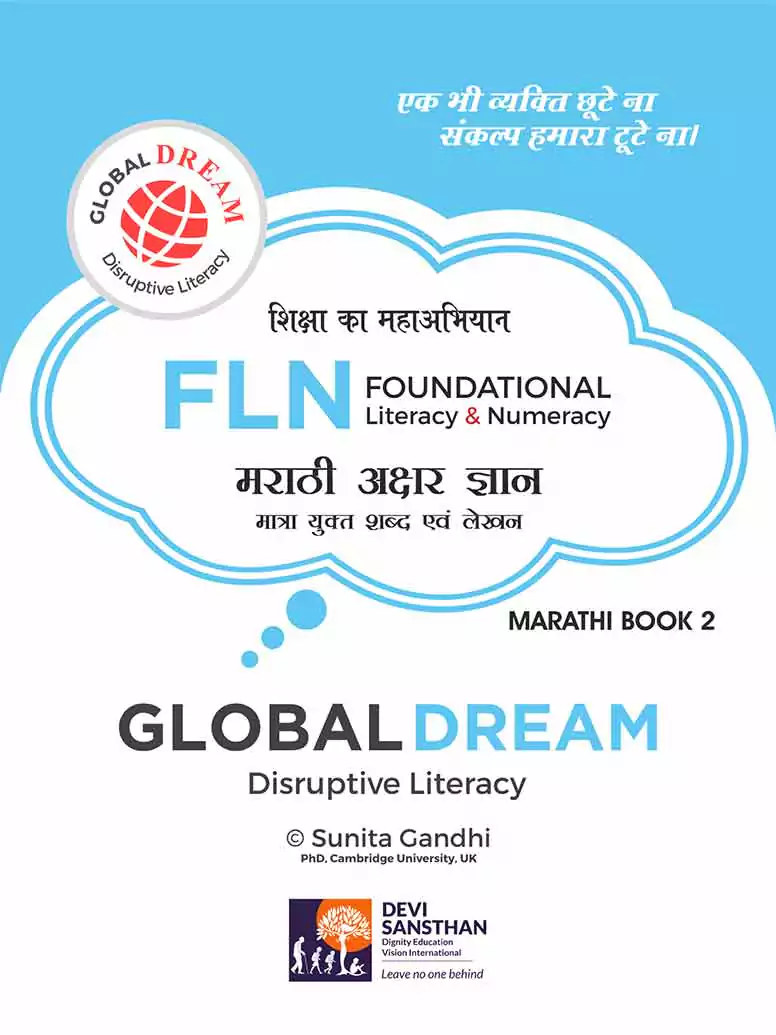 एक भी व्यक्ति छूटे ना
संकल्प हमारा टूटे ना।
GLOBAL DREAM
Disruptive Literacy
शिक्षा का महाअभियान
FLN FOUNDATIONAL
Literacy & Numeracy
मराठी अक्षर ज्ञान
मात्रा युक्त शब्द एवं लेखन
MARATHI BOOK 2
GLOBAL DREAM
Disruptive Literacy
© Sunita Gandhi
PhD, Cambridge University, UK
DEVI
SANSTHAN
Dignity Education
Vision International
Leave no one behind